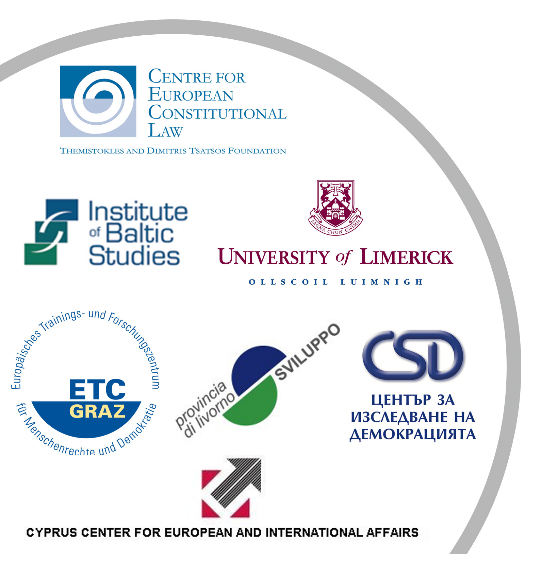 CENTRE FOR
EUROPEAN
CONSTITUTIONAL
LAW
THEMISTOKLES AND DIMITRIS TSATSOS FOUNDATION
Institute
of Baltic
Studies
UNIVERSITY of LIMERICK
OLLSCOIL LUIMNIGH
Europäisches Trainings- und Forschungszentrum
für Menschenrechte und Demokratie
ETC
GRAZ
provincia
di livorno
SVILUPPO
CSD
ЦЕНТЪР ЗА
ИЗСЛЕДВАНЕ НА
ДЕМОКРАЦИЯТА
CYPRUS CENTER FOR EUROPEAN AND INTERNATIONAL AFFAIRS